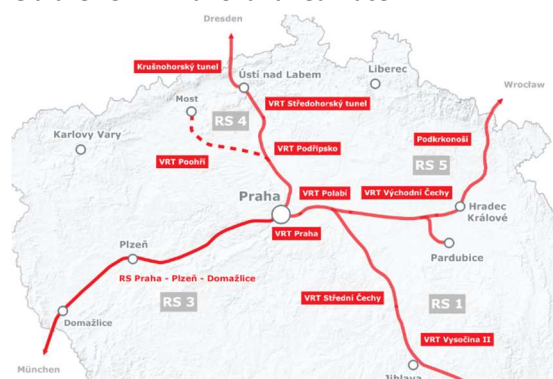 Dresden
Krušnohorský tunel
Ústí nad Labem
Liberec
Wrocław
Most
VRT Středohorský tunel
RS 4
Karlovy Vary
VRT Poohří
VRT Podřipsko
Podkrkonoší
RS 5
Praha
VRT Polabí
VRT Východní Čechy
Hradec
Králové
VRT Praha
Pardubice
Plzeň
RS Praha - Plzeň - Domažlice
RS 3
VRT Střední Čechy
RS 1
Domažlice
VRT Vysočina II
München
Jihlava